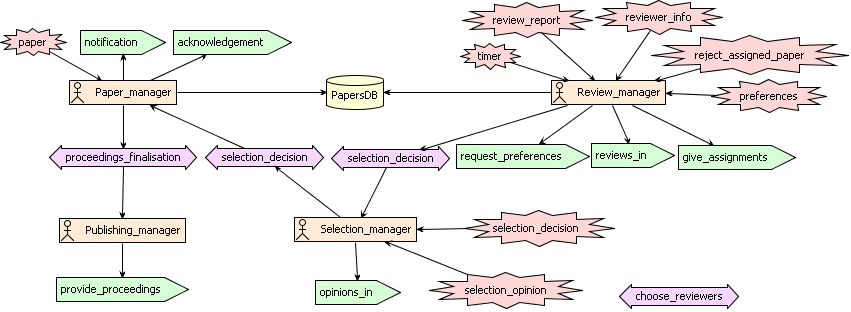 review_report
reviewer_info
paper
notification
acknowledgement
timer
reject_assigned_paper
Paper_manager
PapersDB
Review_manager
preferences
proceedings_finalisation
selection_decision
selection_decision
request_preferences
reviews_in
give_assignments
Publishing_manager
Selection_manager
selection_decision
provide_proceedings
opinions_in
selection_opinion
choose_reviewers